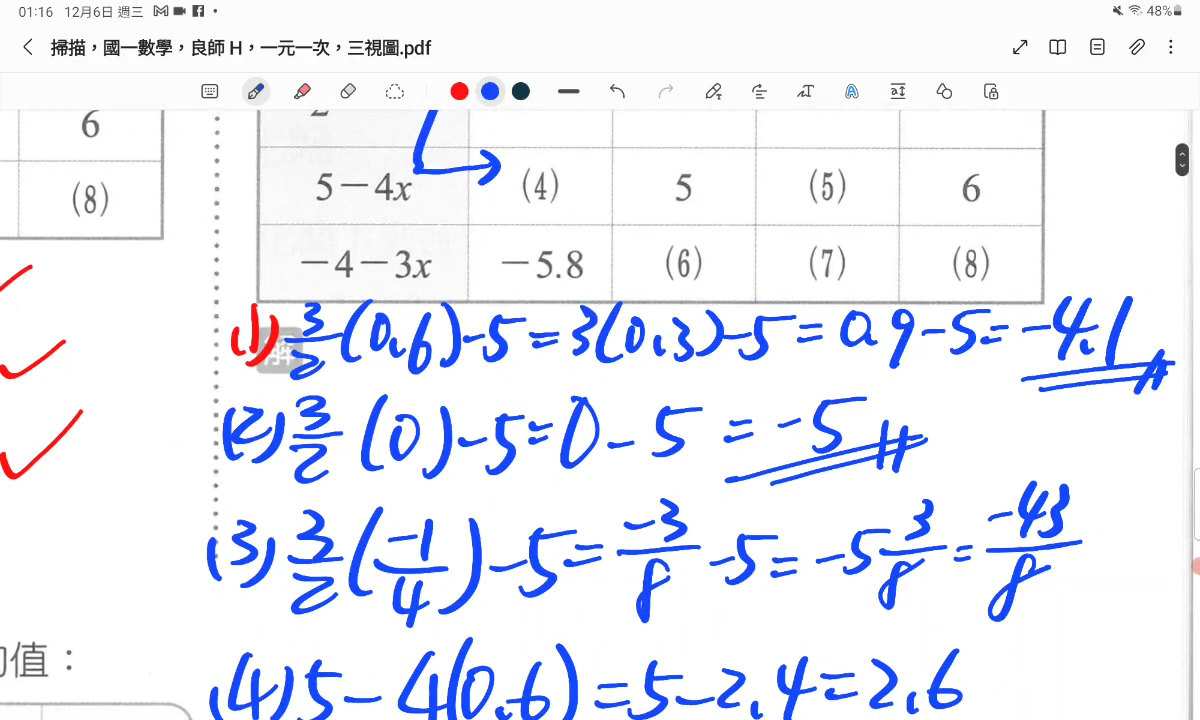 01:16 12月6日 週三 48%
掃描，國一數學，良師 H，一元一次，三視圖.pdf
6
5－4x (4) 5 (5) 6
(8)
－4－3x －5.8 (6) (7) (8)
(1) 3/2 (0.6) - 5 = 3(0.3) - 5 = 0.9 - 5 = -4.1
解
(2) 3/2 (0) - 5 = 0 - 5 = -5
(3) 3/2 (-1/4) - 5 = -3/8 - 5 = -5 3/8 = -43/8
值：
(4) 5 - 4(0.6) = 5 - 2.4 = 2.6